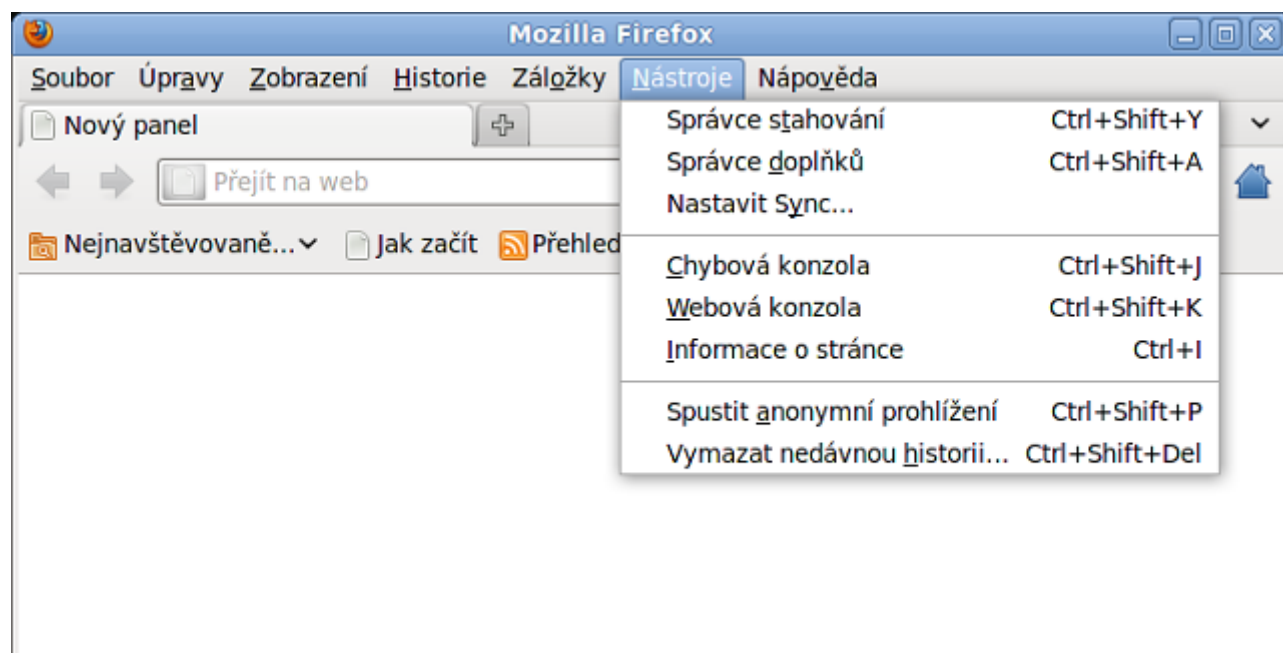 Mozilla Firefox
Soubor Úpravy Zobrazení Historie Záložky Nástroje Nápověda
Nový panel
Přejít na web
Nejnavštěvovaně... Jak začít Přehled
Správce stahování Ctrl+Shift+Y
Správce doplňků Ctrl+Shift+A
Nastavit Sync...
Chybová konzola Ctrl+Shift+J
Webová konzola Ctrl+Shift+K
Informace o stránce Ctrl+I
Spustit anonymní prohlížení Ctrl+Shift+P
Vymazat nedávnou historii... Ctrl+Shift+Del